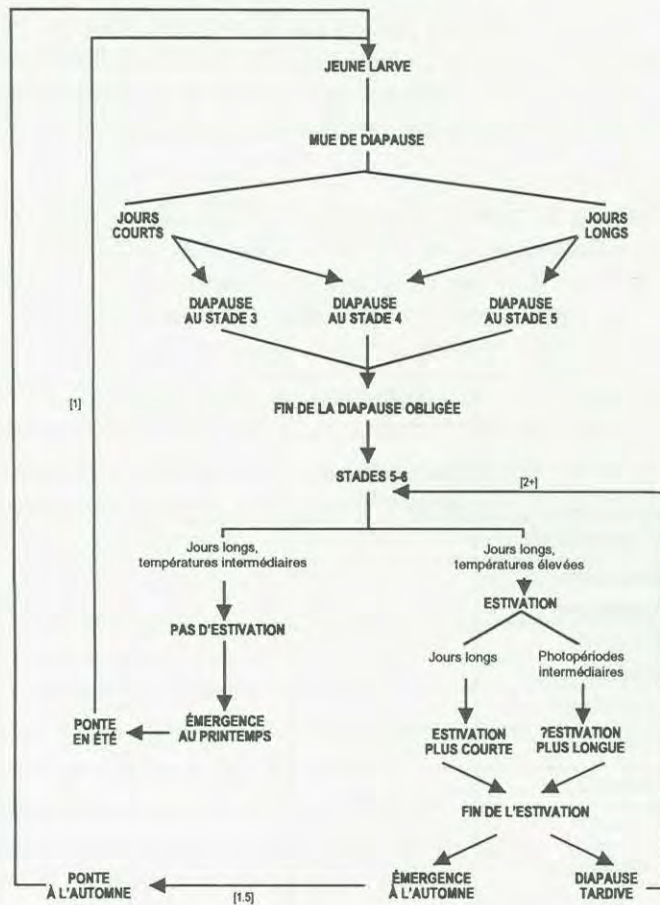 JEUNE LARVE
MUE DE DIAPAUSE
JOURS
COURTS
JOURS
LONGS
DIAPAUSE
AU STADE 3
DIAPAUSE
AU STADE 4
DIAPAUSE
AU STADE 5
[1]
FIN DE LA DIAPAUSE OBLIGÉE
STADES 5-6
[2+]
Jours longs,
températures intermédiaires
Jours longs,
températures élevées
PAS D'ESTIVATION
ESTIVATION
Jours longs
Photopériodes
intermédiaires
PONTE
EN ÉTÉ
ÉMERGENCE
AU PRINTEMPS
ESTIVATION
PLUS COURTE
?ESTIVATION
PLUS LONGUE
FIN DE L'ESTIVATION
PONTE
À L'AUTOMNE
[1.5]
ÉMERGENCE
À L'AUTOMNE
DIAPAUSE
TARDIVE